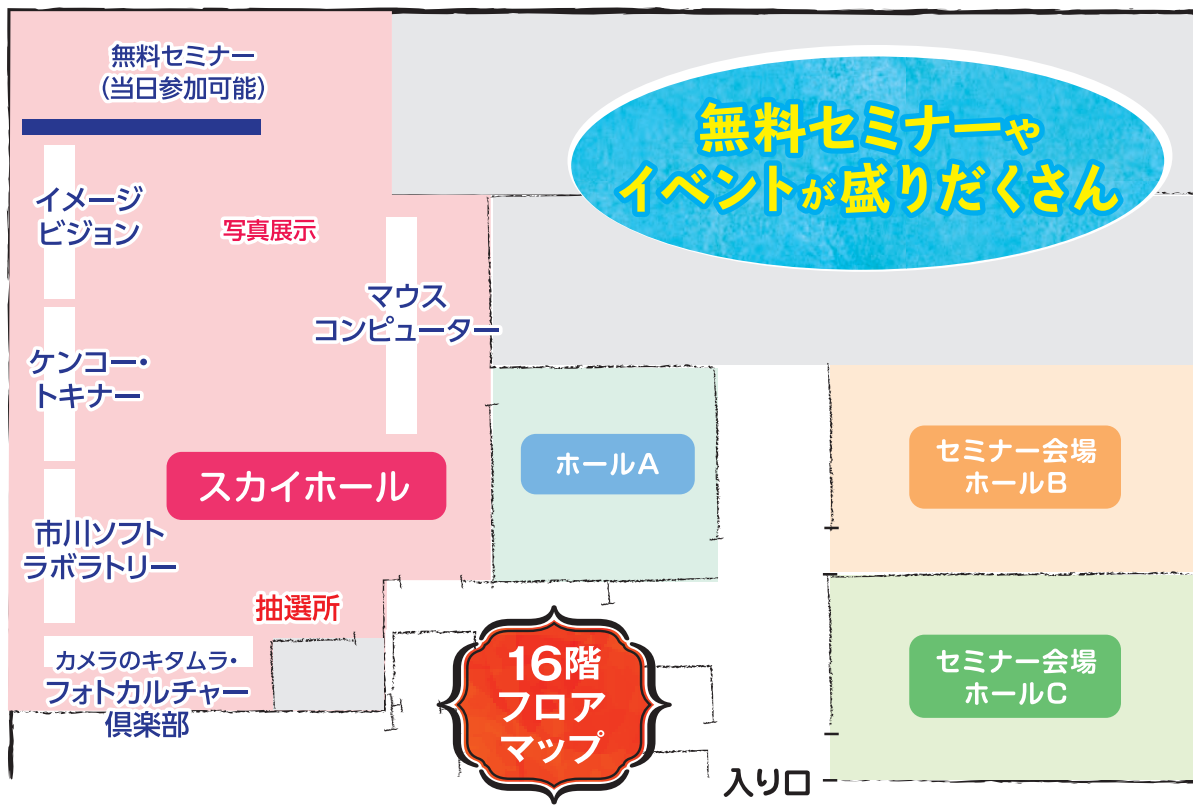 無料セミナー
(当日参加可能)
無料セミナーや
イベントが盛りだくさん
イメージ
ビジョン
写真展示
マウス
コンピューター
ケンコー・
トキナー
スカイホール
ホールA
セミナー会場
ホールB
市川ソフト
ラボラトリー
抽選所
カメラのキタムラ・
フォトカルチャー
倶楽部
16階
フロア
マップ
セミナー会場
ホールC
入り口